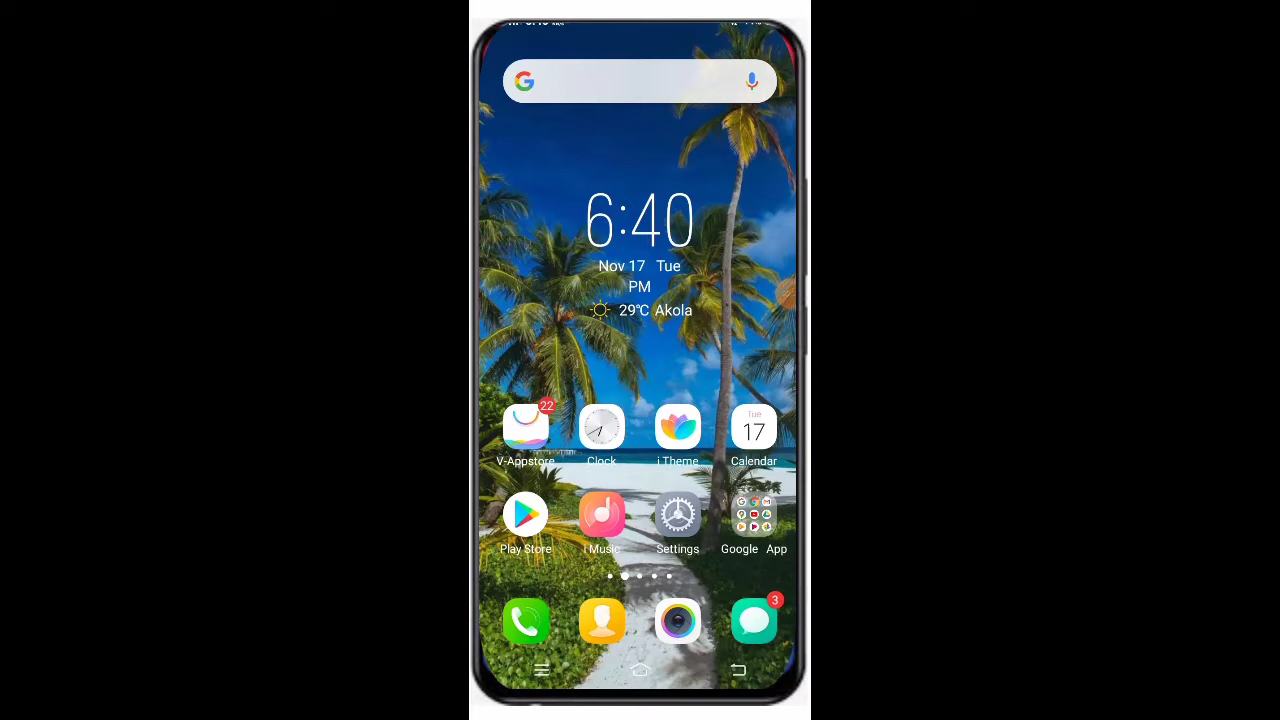 6:40
Nov 17 Tue
PM
29℃ Akola
22
Tue
17
V-Appstore
Clock
i Theme
Calendar
Play Store
i Music
Settings
Google App
3